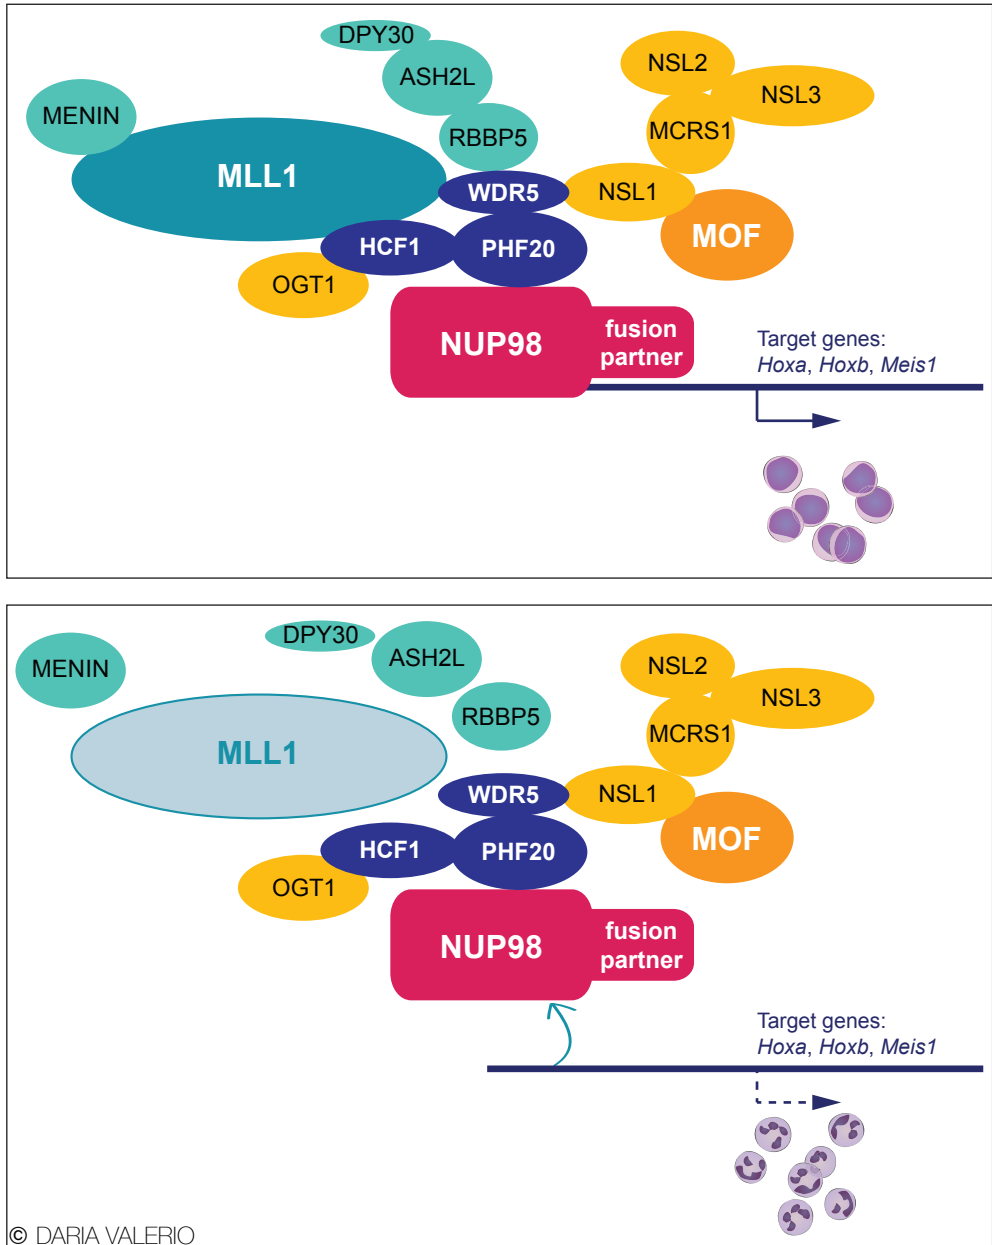 DPY30
ASH2L
NSL2
NSL3
MENIN
MCRS1
RBBP5
MLL1
WDR5
NSL1
MOF
HCF1
PHF20
OGT1
NUP98
fusion
partner
Target genes:
Hoxa, Hoxb, Meis1
DPY30
ASH2L
NSL2
MENIN
NSL3
RBBP5
MCRS1
MLL1
WDR5
NSL1
MOF
HCF1
PHF20
OGT1
NUP98
fusion
partner
Target genes:
Hoxa, Hoxb, Meis1
© DARIA VALERIO